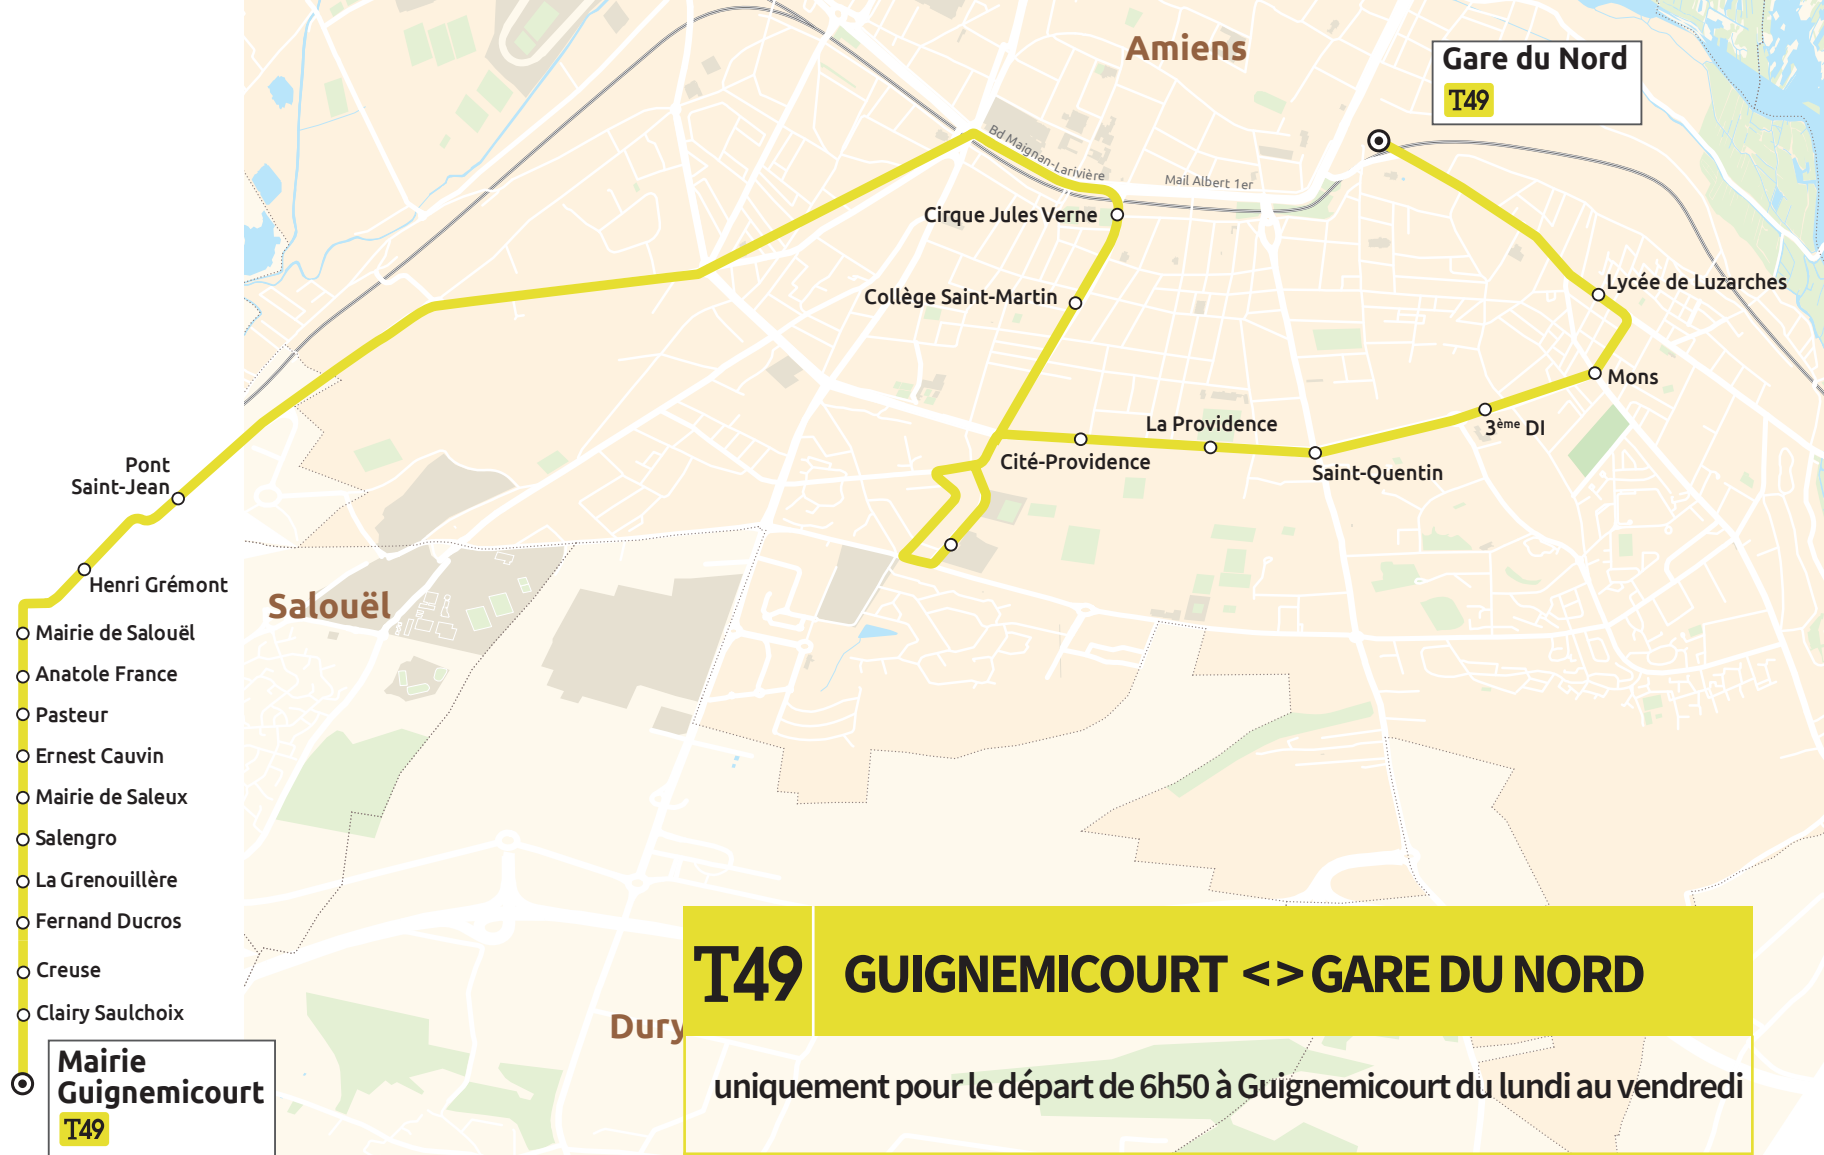 Amiens
Gare du Nord
T49
Bd Maignan-Larivière
Mail Albert 1er
Cirque Jules Verne
Collège Saint-Martin
Lycée de Luzarches
Mons
3ème DI
La Providence
Cité-Providence
Saint-Quentin
Pont
Saint-Jean
Henri Grémont
Salouël
Mairie de Salouël
Anatole France
Pasteur
Ernest Cauvin
Mairie de Saleux
Salengro
La Grenouillère
Fernand Ducros
Creuse
Clairy Saulchoix
Mairie
Guignemicourt
T49
Dury
T49 GUIGNEMICOURT <> GARE DU NORD
uniquement pour le départ de 6h50 à Guignemicourt du lundi au vendredi